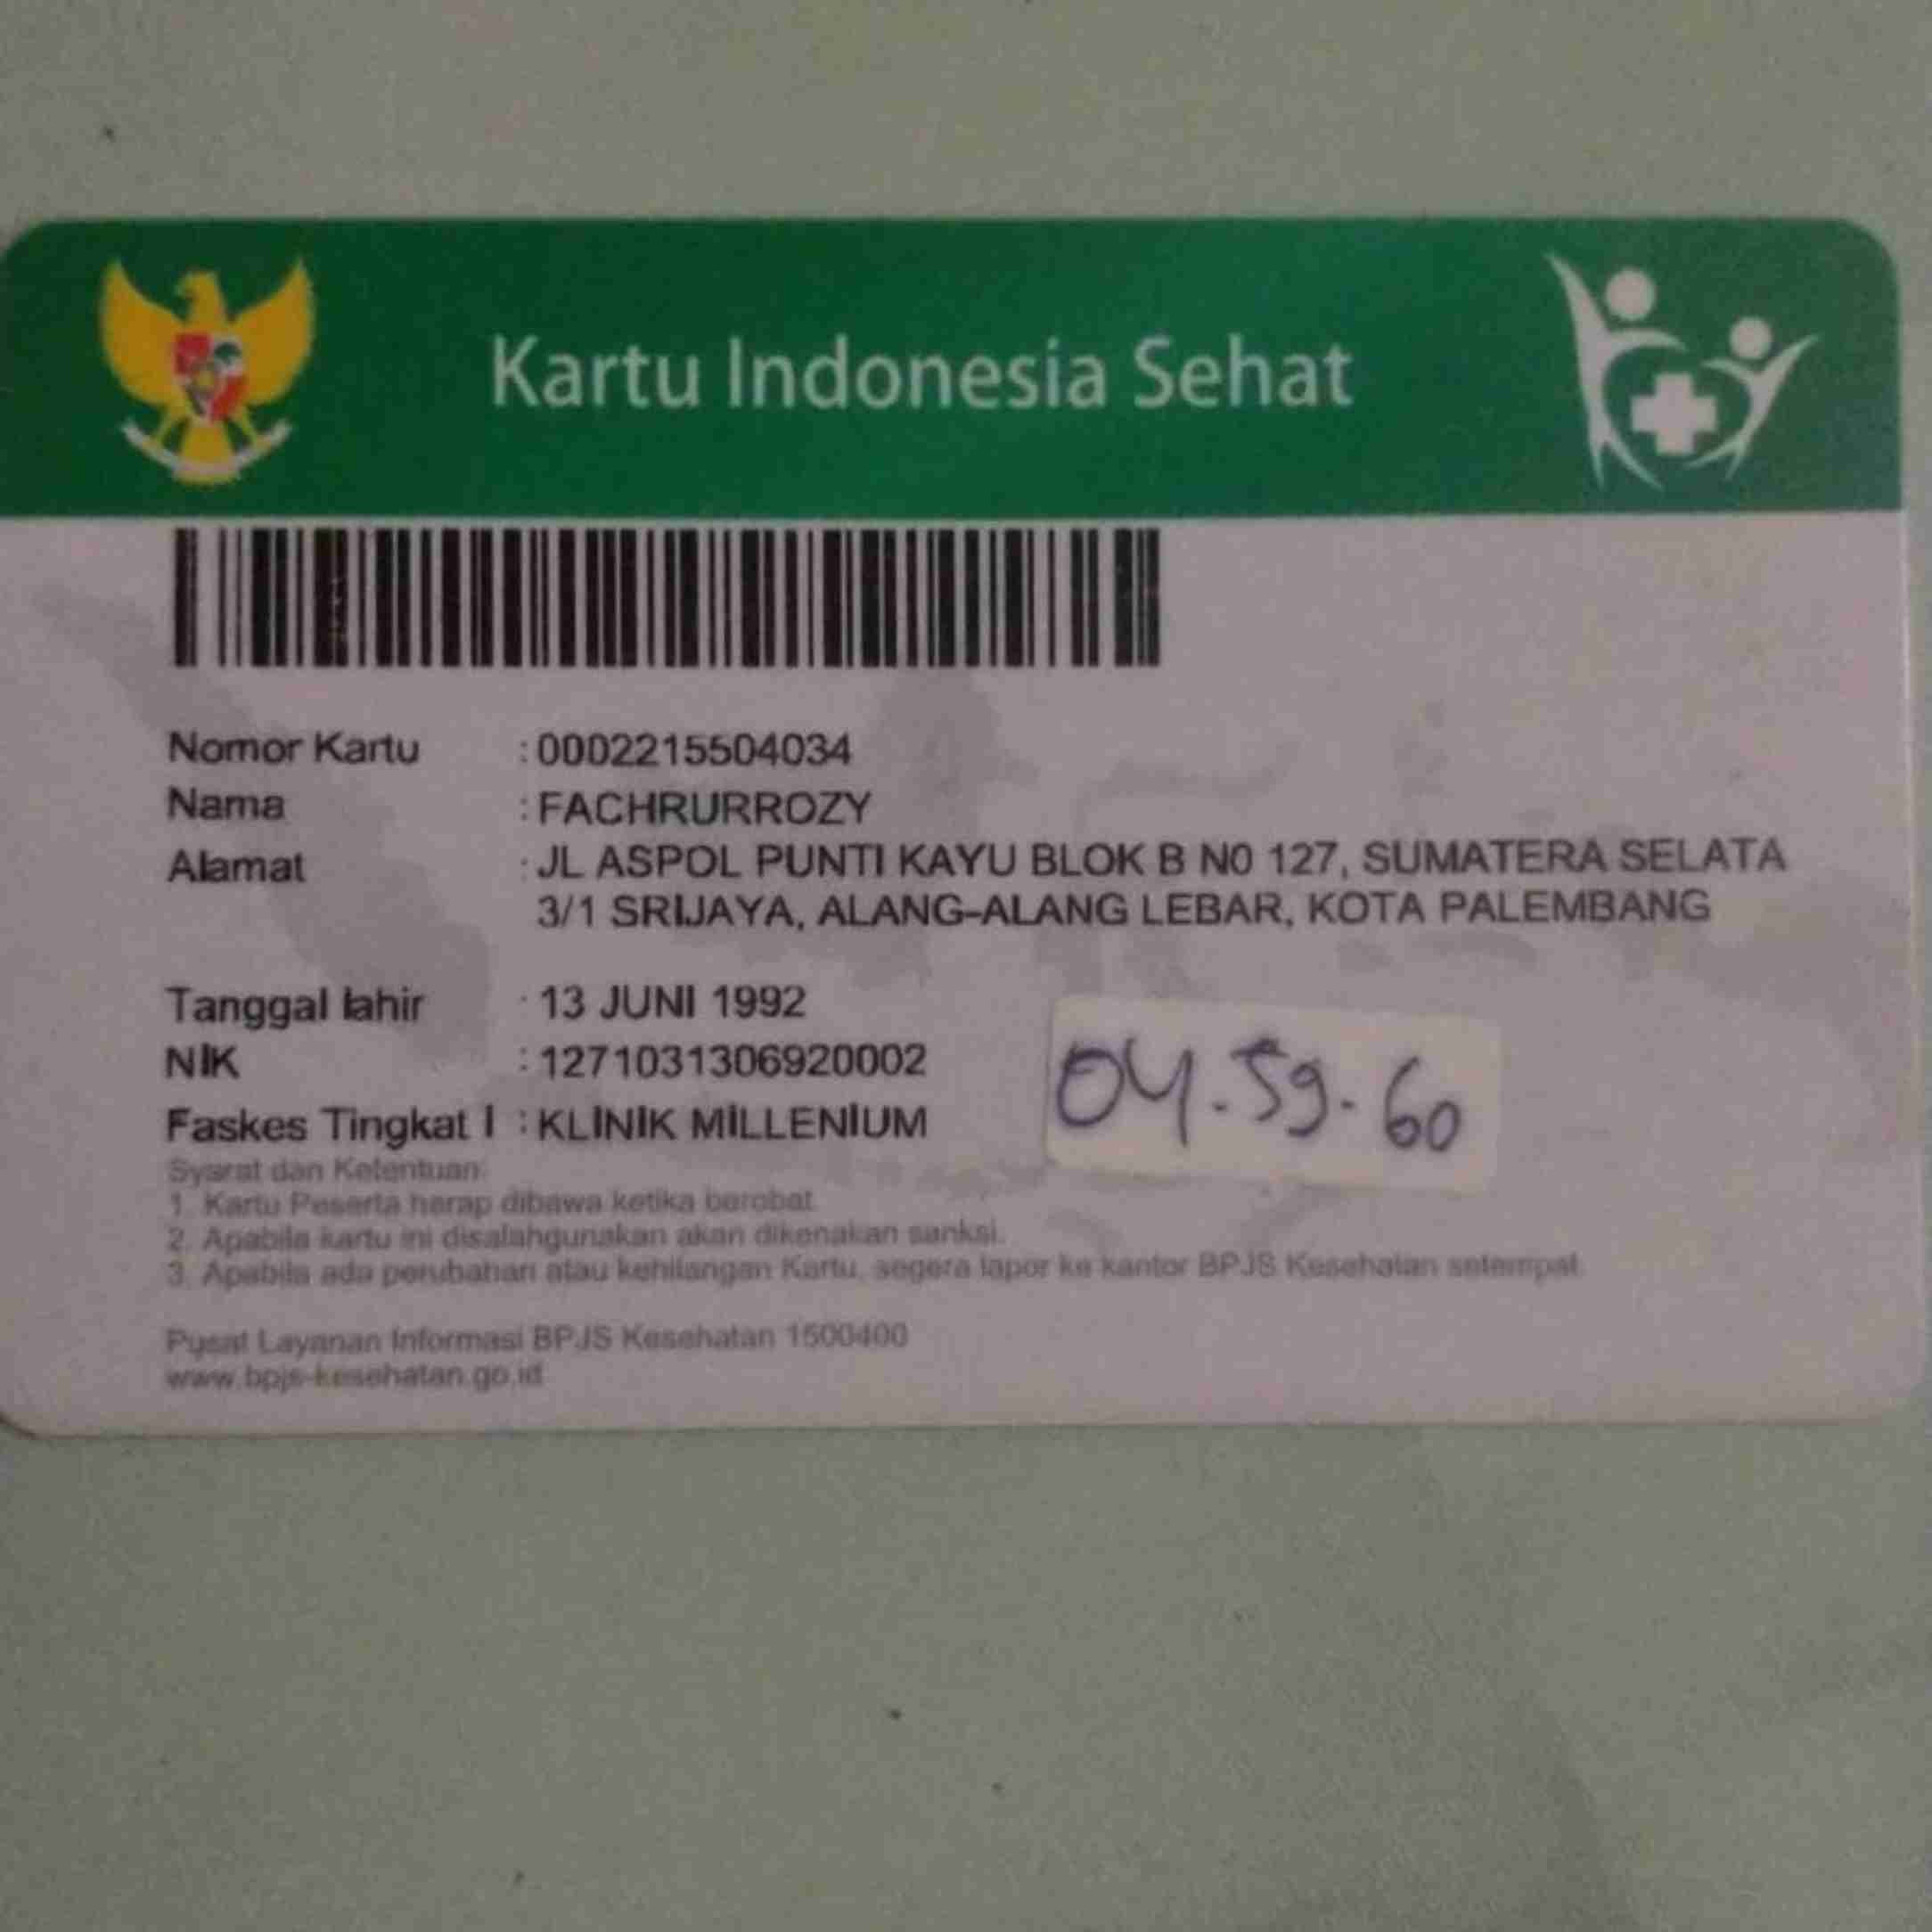 Kartu Indonesia Sehat
Nomor Kartu : 0002215504034
Nama : FACHRURROZY
Alamat : JL ASPOL PUNTI KAYU BLOK B N0 127, SUMATERA SELATA
3/1 SRIJAYA, ALANG-ALANG LEBAR, KOTA PALEMBANG
Tanggal lahir : 13 JUNI 1992
NIK : 1271031306920002
Faskes Tingkat I : KLINIK MILLENIUM
04.59.60
Syarat dan Ketentuan:
1. Kartu Peserta harap dibawa ketika berobat.
2. Apabila kartu ini disalahgunakan akan dikenakan sanksi.
3. Apabila ada perubahan atau kehilangan Kartu, segera lapor ke kantor BPJS Kesehatan setempat.
Pusat Layanan Informasi BPJS Kesehatan 1500400
www.bpjs-kesehatan.go.id